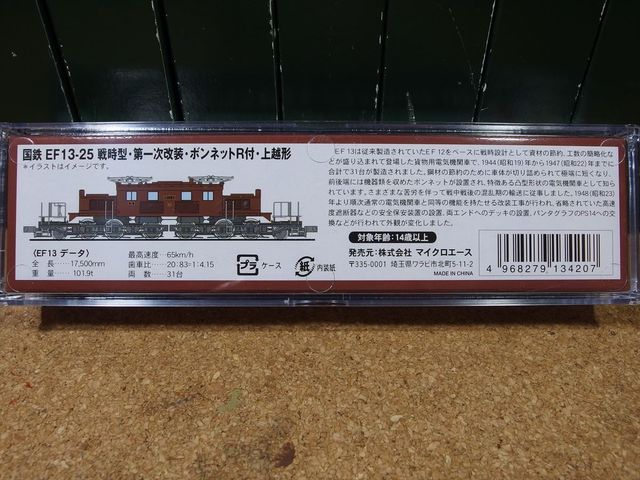 国鉄 EF13-25 戦時型・第一次改装・ボンネットR付・上越形
*イラストはイメージです。
〈EF13 データ〉
全 長 …… 17,500mm
重 量 …… 101.9t
最高速度 …… 65km/h
歯車比 … 20:83-1:4.15
両 数 …… 31台
プラ ケース
紙 内装紙
EF13は従来製造されていたEF12をベースに戦時設計として資材の節約、工数の簡略化な
どが盛り込まれて登場した貨物用電気機関車で、1944(昭和19)年から1947(昭和22)年までに
合計で31台が製造されました。鋼材の節約のために車体が切り詰められて極端に短くなり、
前後端には機器類を収めたボンネットが設置され、特徴ある凸型形状の電気機関車として知ら
れています。さまざまな苦労を伴って戦中戦後の混乱期の輸送に従事しました。1948(昭和23)
年より順次通常の電気機関車と同等の機能を持たせる改装工事が行われ、省略されていた高速
度遮断器などの安全保安装置の設置、両エンドへのデッキの設置、パンタグラフのPS14への交
換などが行われて外観が変化しました。
対象年齢:14歳以上
発売元:株式会社 マイクロエース
〒335-0001 埼玉県ワラビ市北町5-11-2
MADE IN CHINA
4 968279 134207